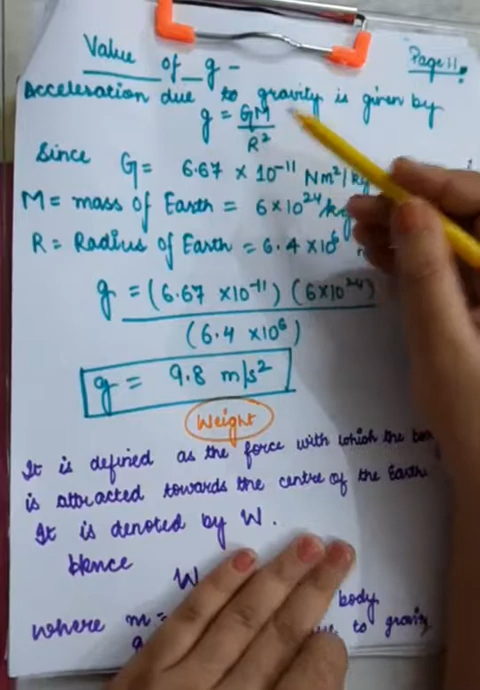 Value of g -
Page 11.
Acceleration due to gravity is given by
g = GM / R²
Since G = 6.67 × 10⁻¹¹ Nm²/kg
M = mass of Earth = 6×10²⁴ kg
R = Radius of Earth = 6.4 ×10⁶
g = (6.67 ×10⁻¹¹) (6×10²⁴)
(6.4 ×10⁶)
g = 9.8 m/s²
Weight
It is defined as the force with which the bo
is attracted towards the centre of the Earth
It is denoted by W.
Hence
W
where m = body
g to gravity